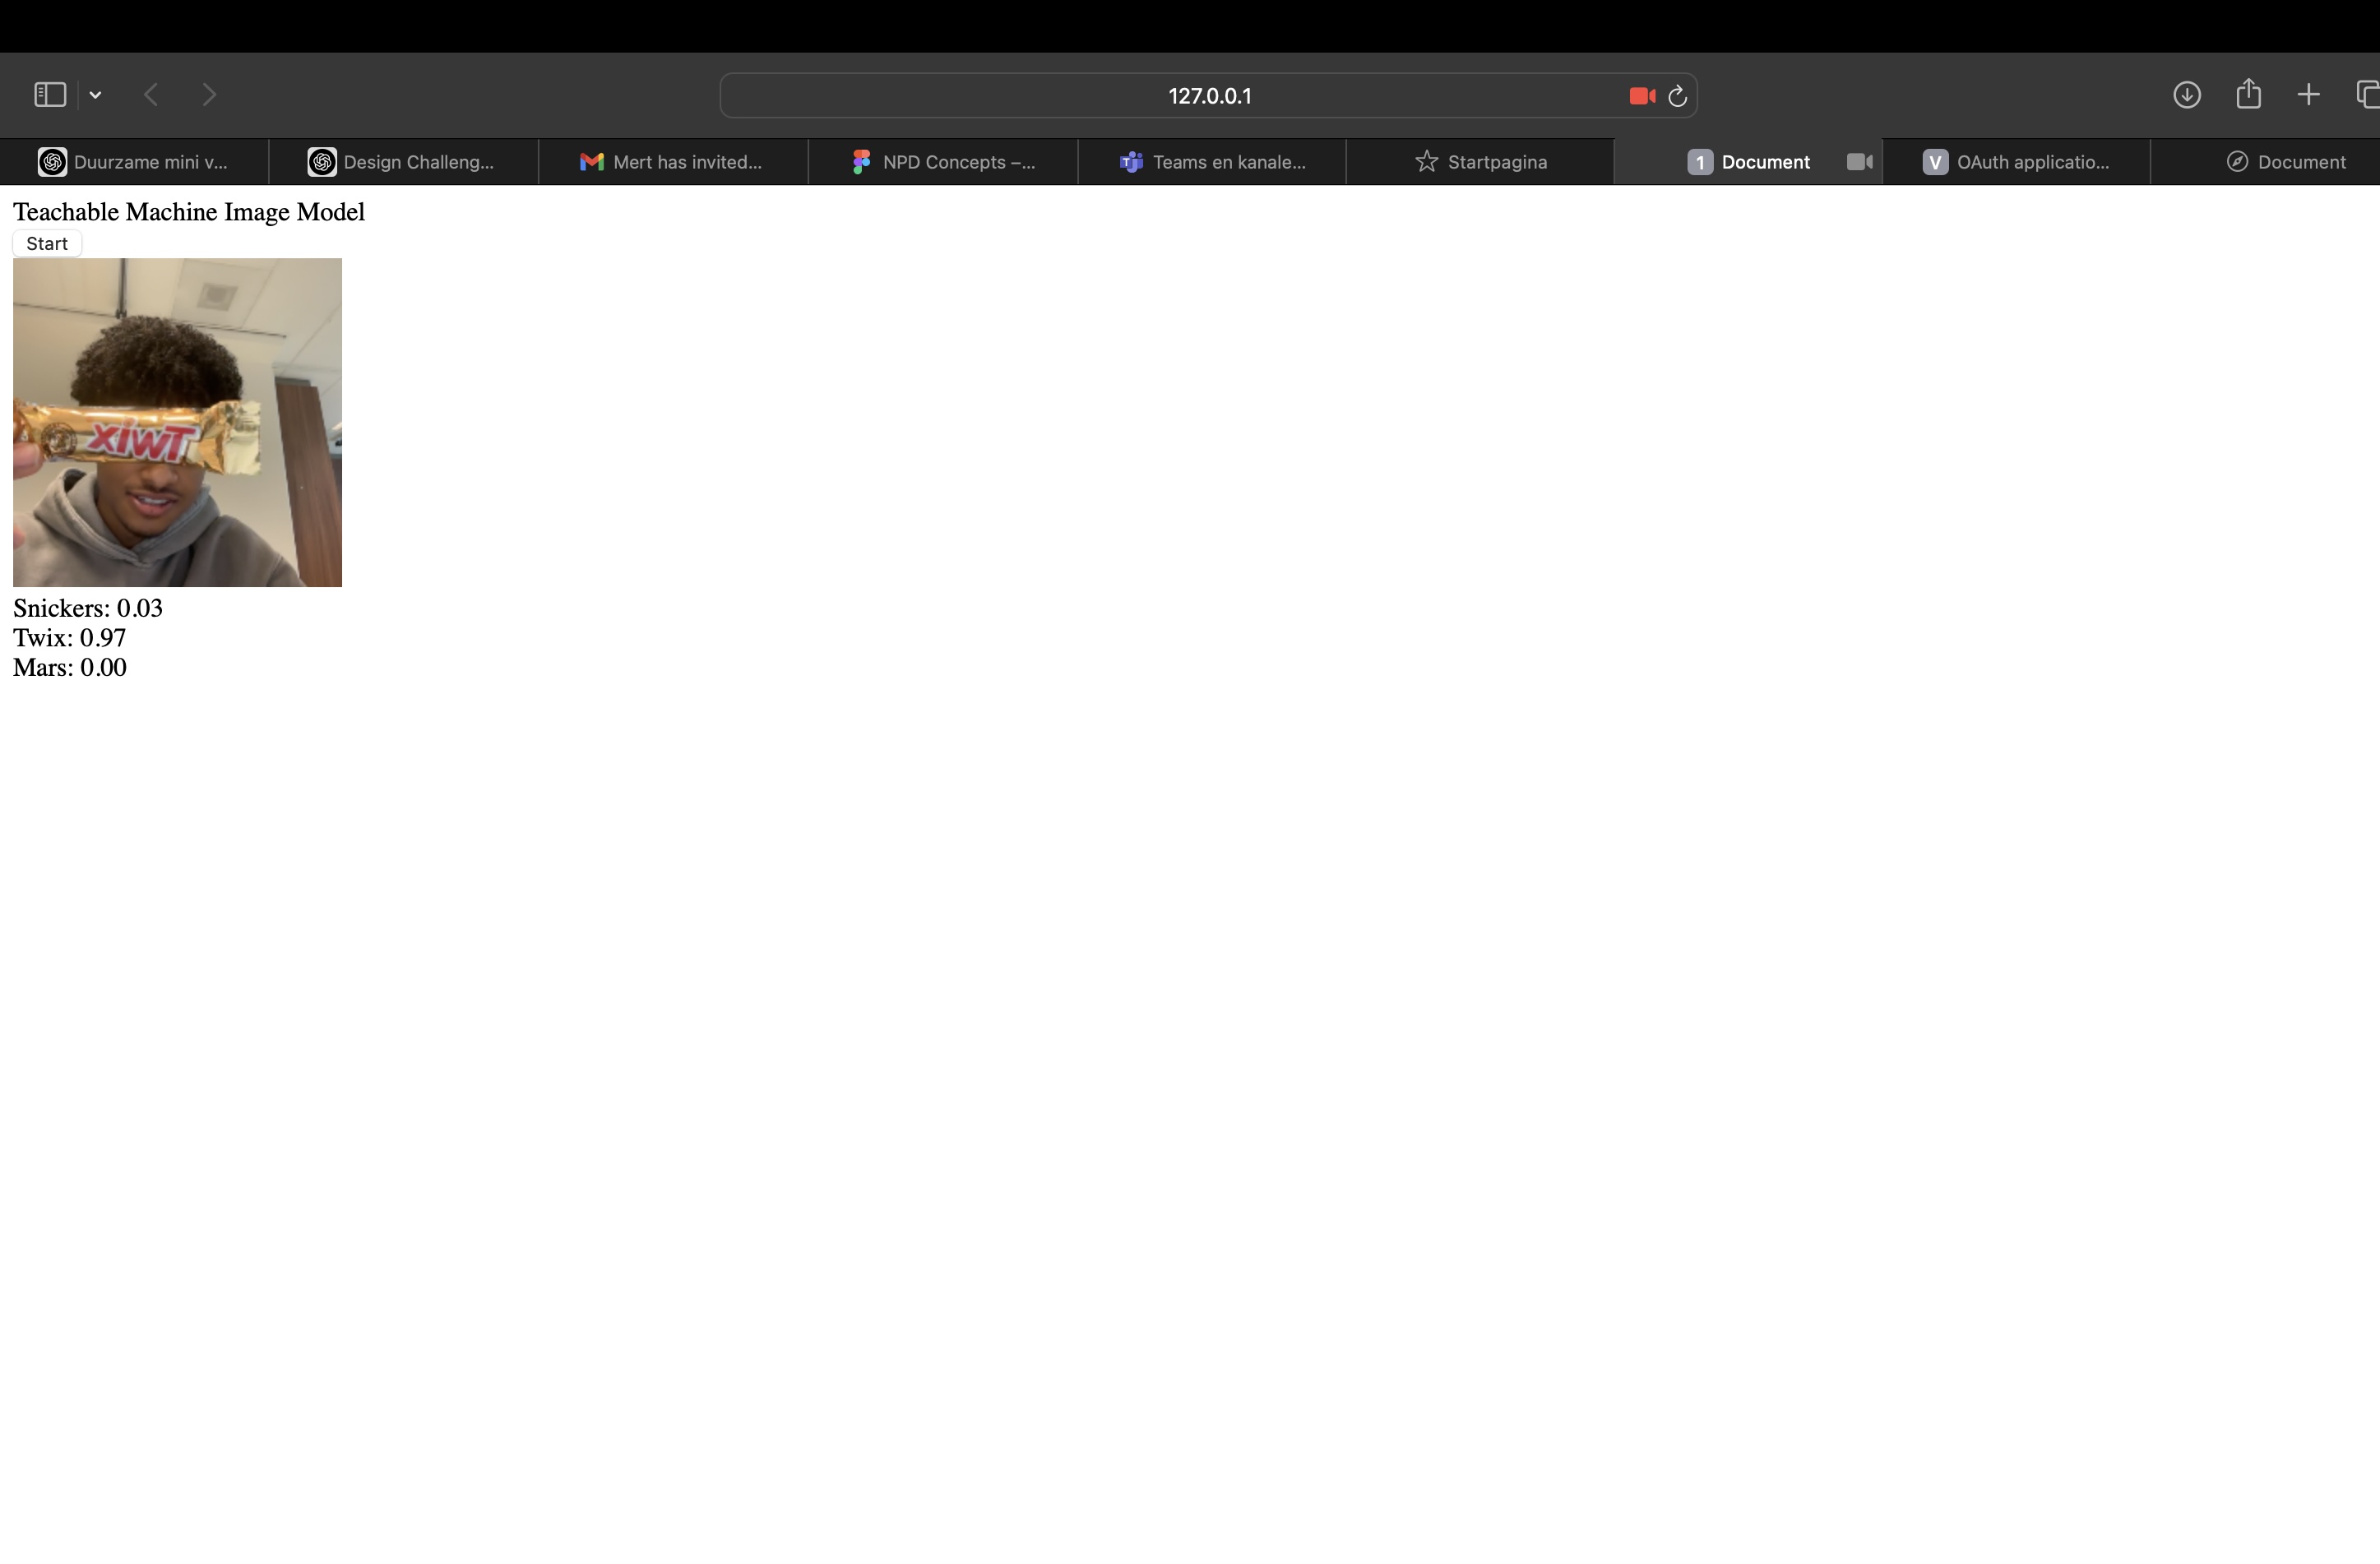 127.0.0.1
Duurzame mini v...
Design Challeng...
Mert has invited...
NPD Concepts –...
Teams en kanale...
Startpagina
1 Document
V OAuth applicatio...
Document
Teachable Machine Image Model
Start
TWIX
Snickers: 0.03
Twix: 0.97
Mars: 0.00